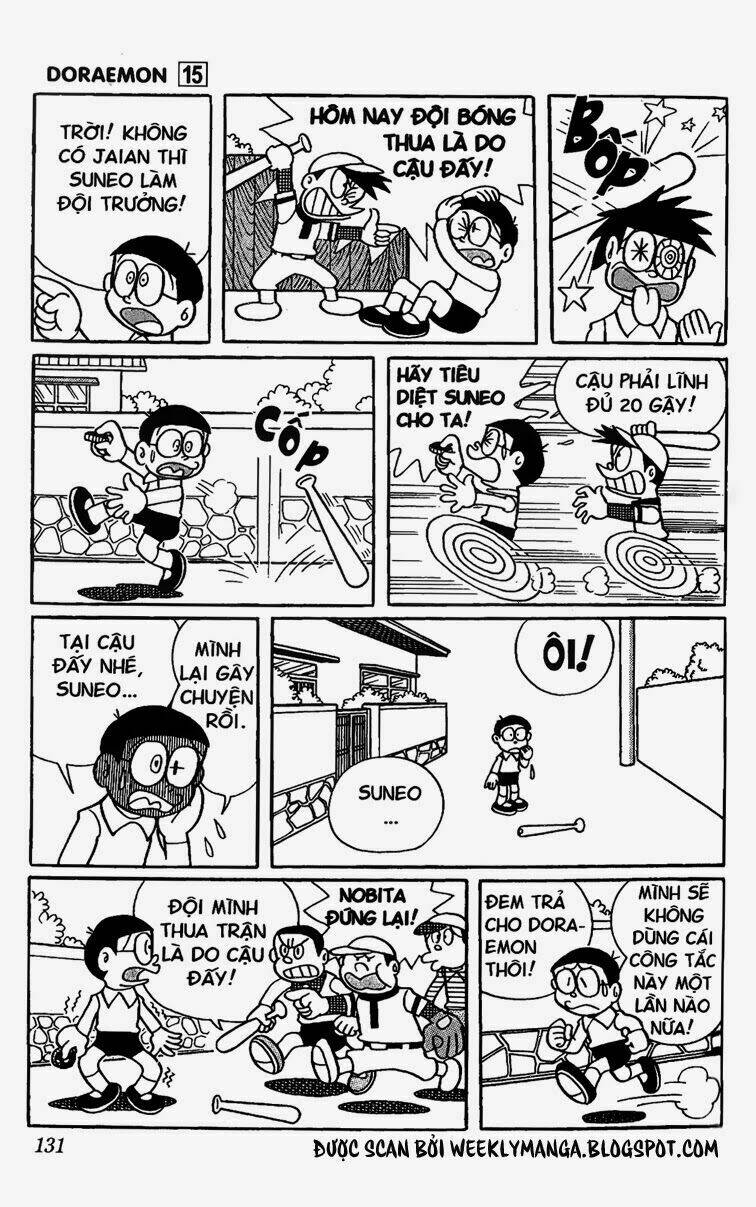 DORAEMON 15
TRỜI! KHÔNG
CÓ JAIAN THÌ
SUNEO LÀM
ĐỘI TRƯỞNG!
HÔM NAY ĐỘI BÓNG
THUA LÀ DO
CẬU ĐẤY!
BỐP
CỐP
HÃY TIÊU
DIỆT SUNEO
CHO TA!
CẬU PHẢI LĨNH
ĐỦ 20 GẬY!
TẠI CẬU
ĐẤY NHÉ,
SUNEO...
MÌNH
LẠI GÂY
CHUYỆN
RỒI.
ÔI!
SUNEO
...
ĐỘI MÌNH
THUA TRẬN
LÀ DO CẬU
ĐẤY!
NOBITA
ĐỨNG LẠI!
ĐEM TRẢ
CHO DORA-
EMON
THÔI!
MÌNH SẼ
KHÔNG
DÙNG CÁI
CÔNG TẮC
NÀY MỘT
LẦN NÀO
NỮA!
131
ĐƯỢC SCAN BỞI WEEKLYMANGA.BLOGSPOT.COM